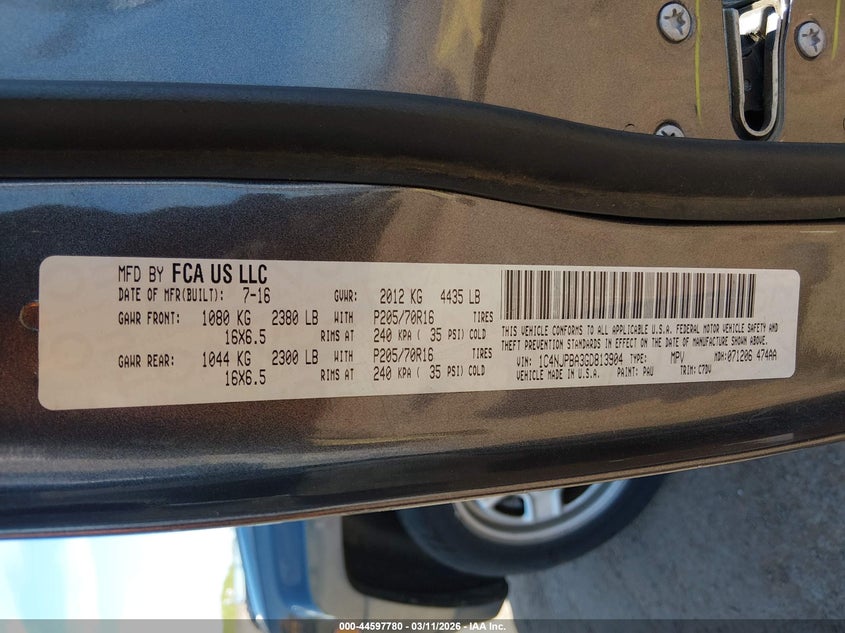 MFD BY FCA US LLC
DATE OF MFR(BUILT): 7-16 GVWR: 2012 KG 4435 LB
GAWR FRONT: 1080 KG 2380 LB WITH P205/70R16 TIRES
16X6.5 RIMS AT 240 KPA ( 35 PSI) COLD
GAWR REAR: 1044 KG 2300 LB WITH P205/70R16 TIRES
16X6.5 RIMS AT 240 KPA ( 35 PSI) COLD
THIS VEHICLE CONFORMS TO ALL APPLICABLE U.S.A. FEDERAL MOTOR VEHICLE SAFETY AND
THEFT PREVENTION STANDARDS IN EFFECT ON THE DATE OF MANUFACTURE SHOWN ABOVE.
VIN: 1C4NJPBA3GD813904 TYPE: MPV MDH: 071206 474AA
VEHICLE MADE IN U.S.A. PAINT: PAU TRIM: C7DV
000-44597780 - 03/11/2026 - IAA Inc.